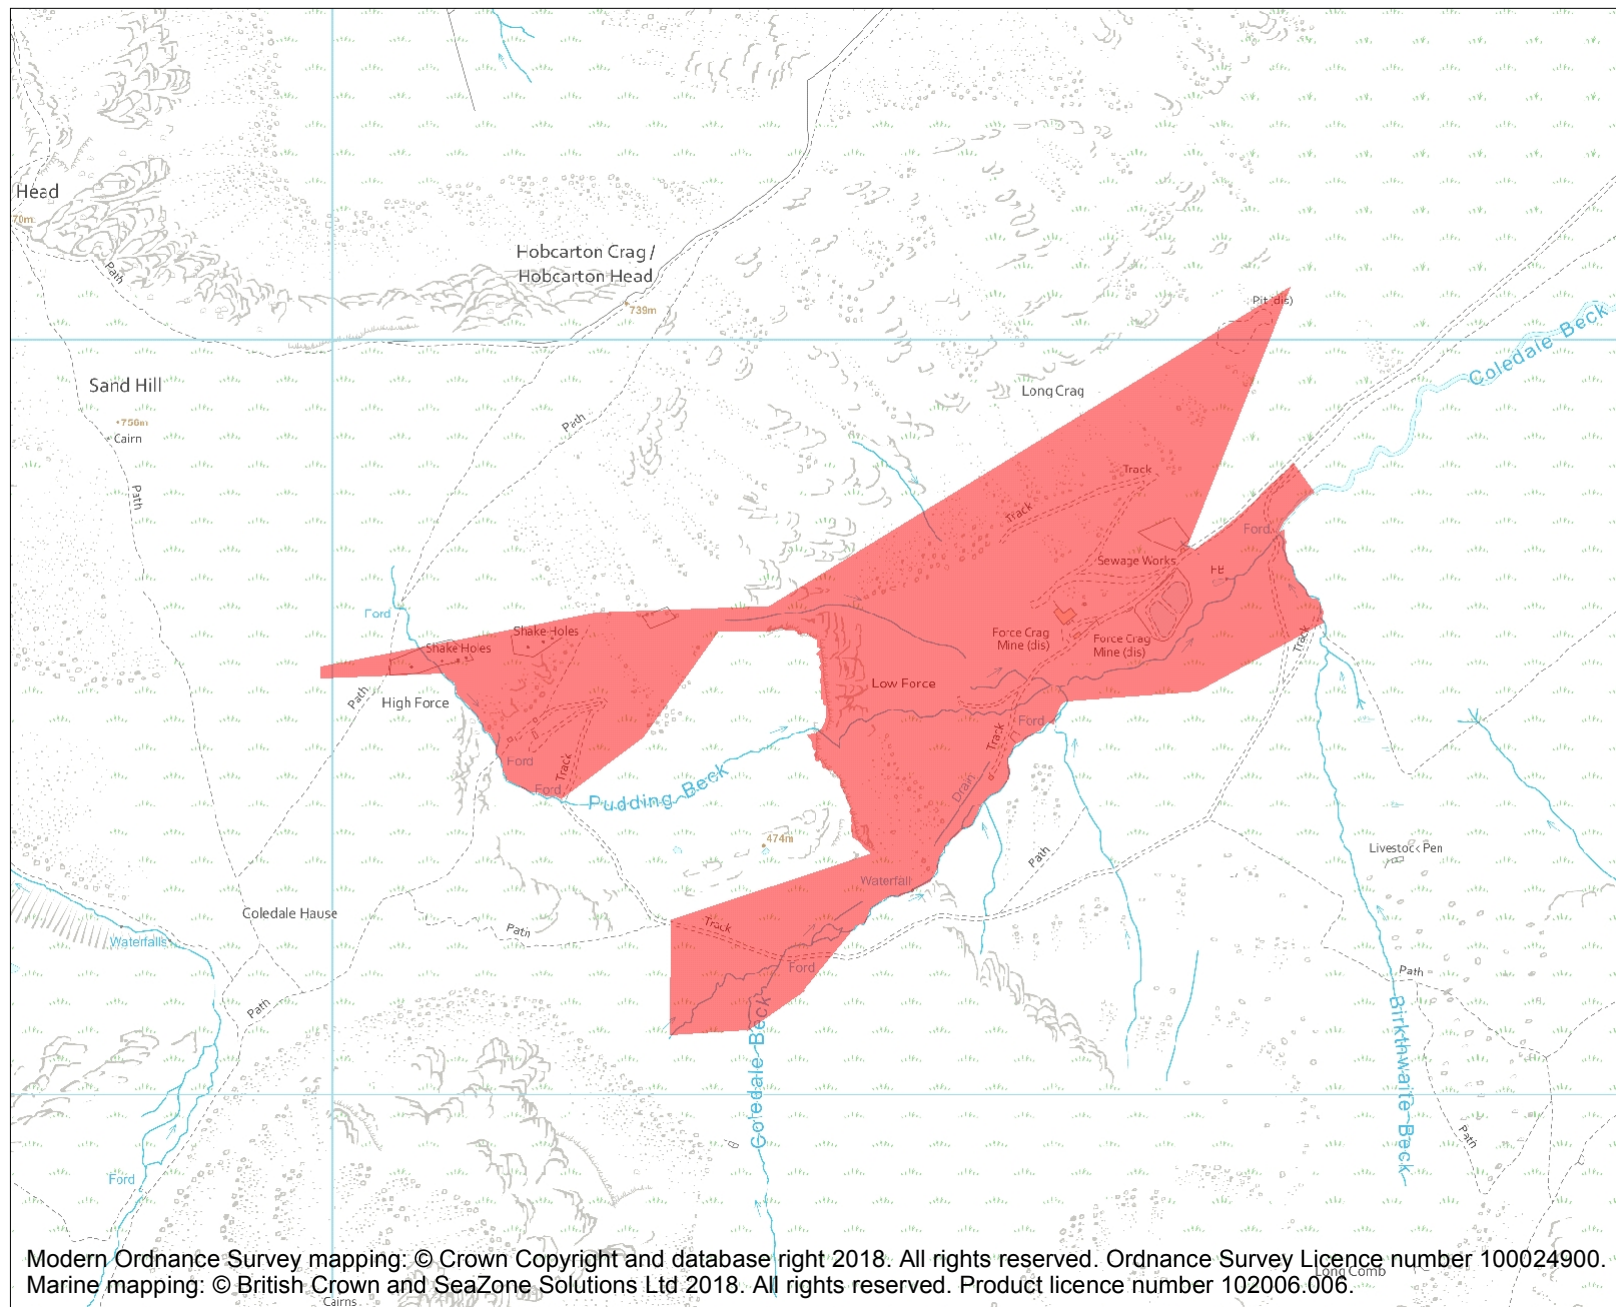 Head
70m
Path
Hobcarton Crag /
Hobcarton Head
739m
Pit (dis)
Coledale Beck
Sand Hill
750m
Cairn
Path
Path
Long Crag
Track
Track
Ford
Sewage Works
FB
Ford
Shake Holes
Shake Holes
Force Crag
Mine (dis)
Force Crag
Mine (dis)
Track
Path
High Force
Low Force
Ford
Track
Ford
Track
Ford
Pudding Beck
Drain
474m
Path
Livestock Pen
Waterfall
Coledale Hause
Waterfalls
Path
Track
Ford
Path
Path
Coledale Beck
Birkthwaite Beck
Path
Ford
Modern Ordnance Survey mapping: © Crown Copyright and database right 2018. All rights reserved. Ordnance Survey Licence number 100024900.
Long Comb
Marine mapping: © British Crown and SeaZone Solutions Ltd 2018. All rights reserved. Product licence number 102006.006.
Cairns